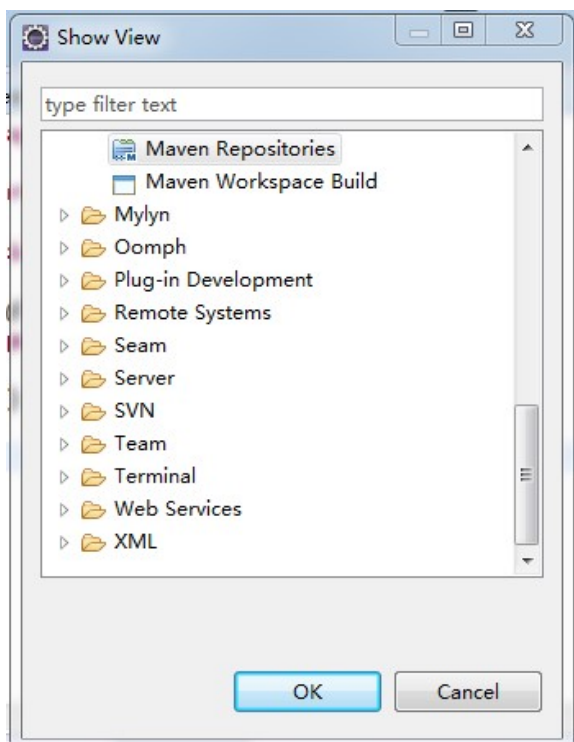 Show View
type filter text
Maven Repositories
Maven Workspace Build
Mylyn
Oomph
Plug-in Development
Remote Systems
Seam
Server
SVN
Team
Terminal
Web Services
XML
OK
Cancel